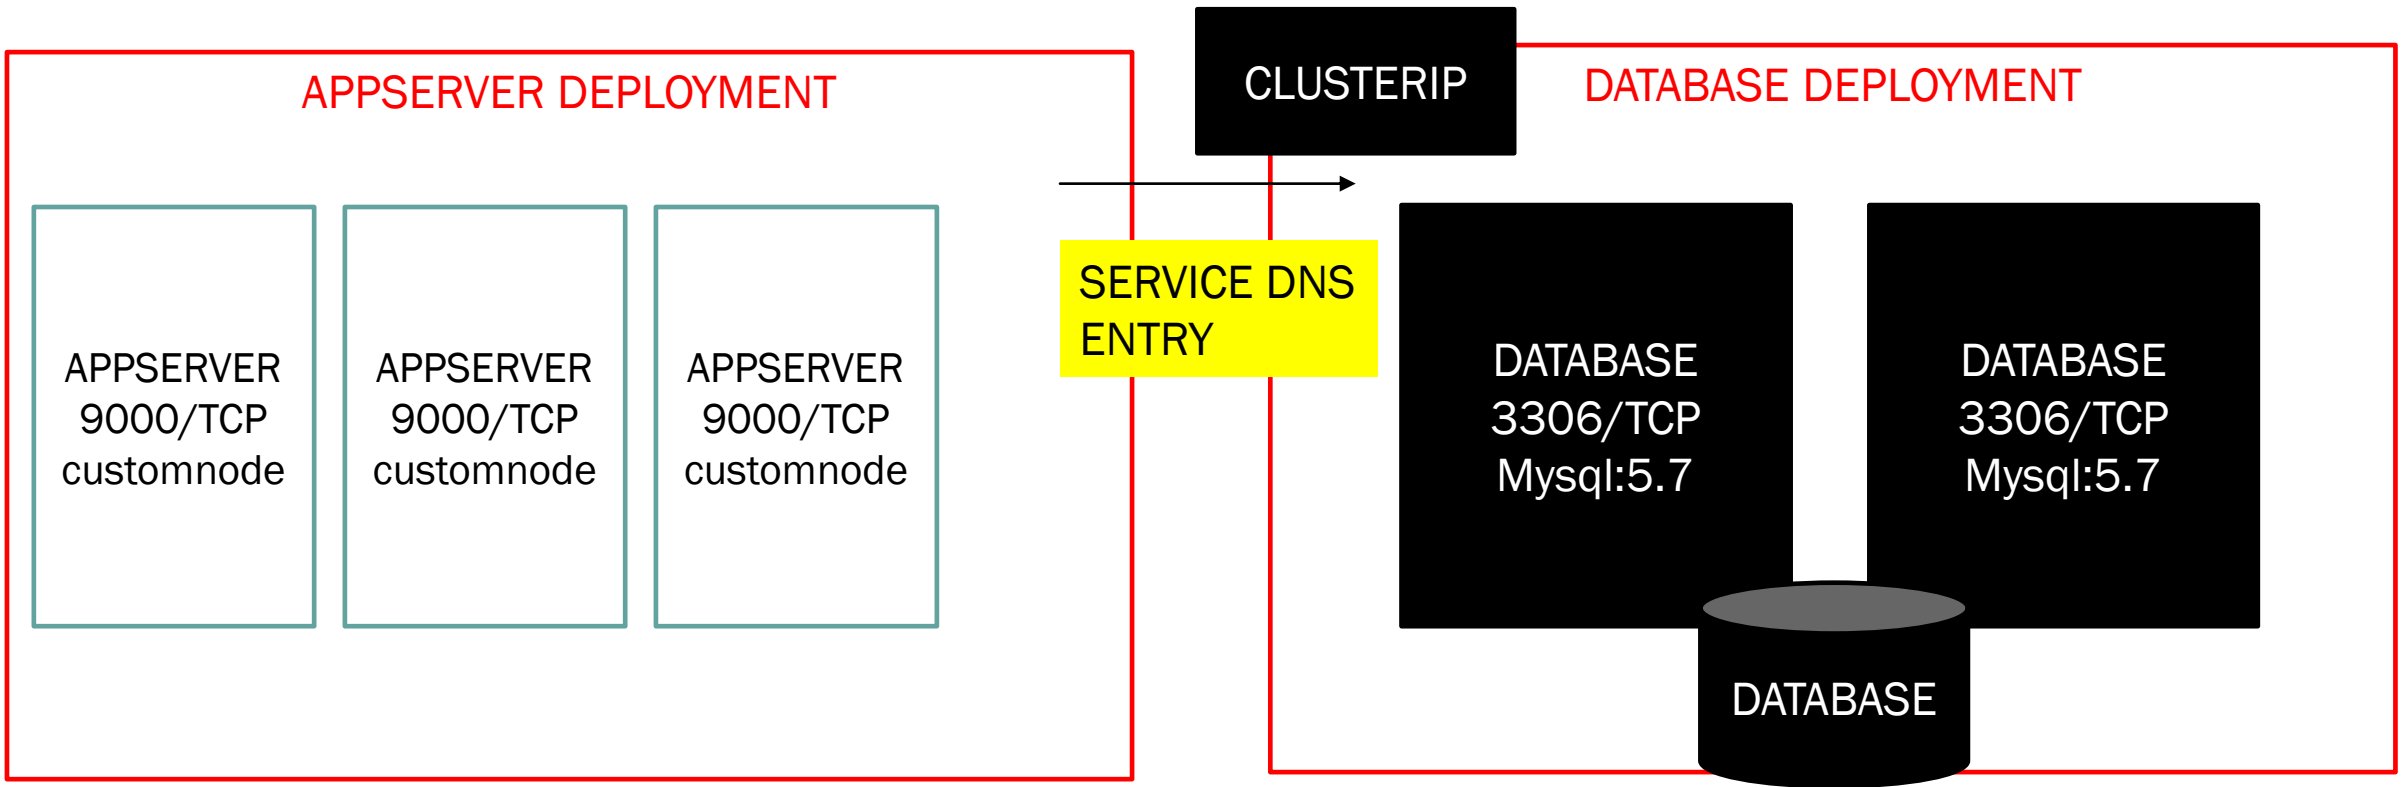 APPSERVER DEPLOYMENT
CLUSTERIP
DATABASE DEPLOYMENT
APPSERVER
9000/TCP
customnode
APPSERVER
9000/TCP
customnode
APPSERVER
9000/TCP
customnode
SERVICE DNS
ENTRY
DATABASE
3306/TCP
Mysql:5.7
DATABASE
3306/TCP
Mysql:5.7
DATABASE